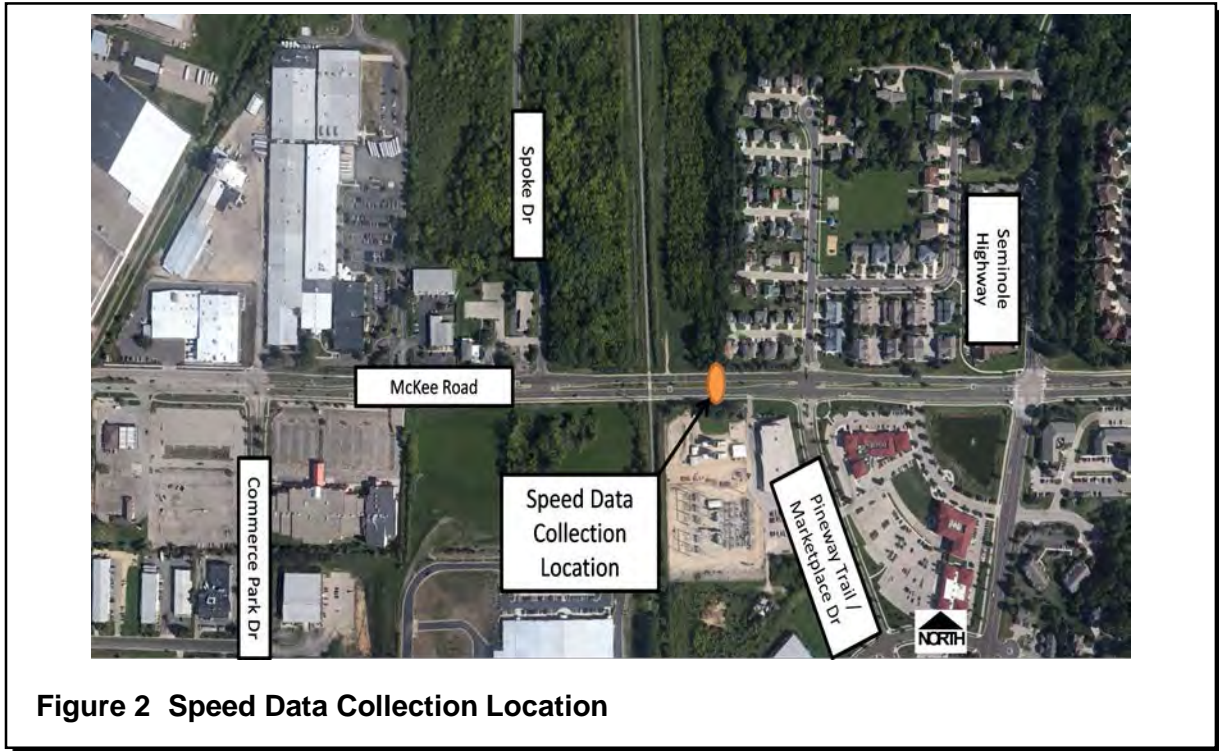 Spoke Dr
Seminole
Highway
McKee Road
Speed Data
Collection
Location
Commerce Park Dr
Pineway Trail /
Marketplace Dr
NORTH
Figure 2  Speed Data Collection Location